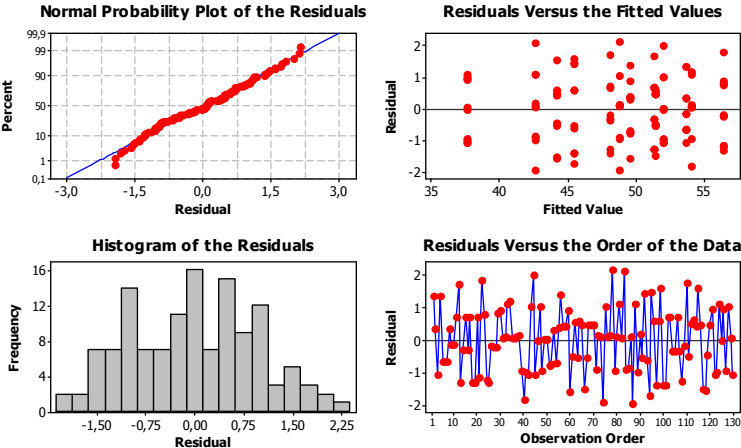 Normal Probability Plot of the Residuals
99,9
99
90
50
10
1
0,1
Percent
-3,0 -1,5 0,0 1,5 3,0
Residual
Residuals Versus the Fitted Values
2
1
0
-1
-2
Residual
35 40 45 50 55
Fitted Value
Histogram of the Residuals
16
12
8
4
0
Frequency
-1,50 -0,75 0,00 0,75 1,50 2,25
Residual
Residuals Versus the Order of the Data
2
1
0
-1
-2
Residual
1 10 20 30 40 50 60 70 80 90 100 110 120 130
Observation Order